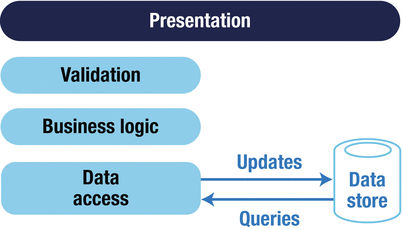 Presentation
Validation
Business logic
Data
access
Updates
Queries
Data
store